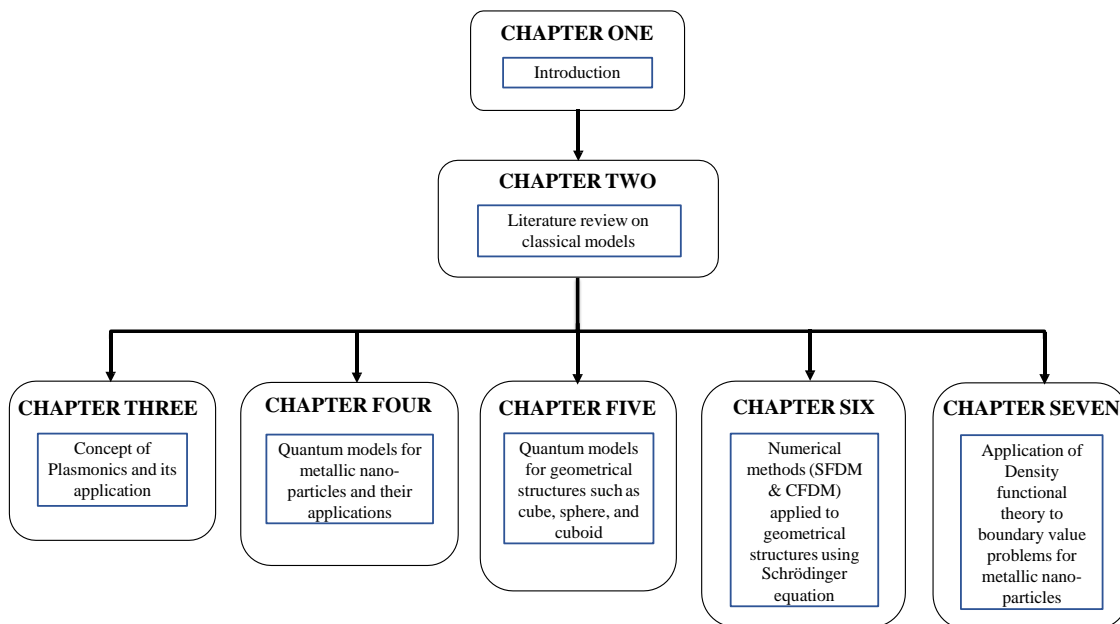 CHAPTER ONE
Introduction
CHAPTER TWO
Literature review on
classical models
CHAPTER THREE
Concept of
Plasmonics and its
application
CHAPTER FOUR
Quantum models for
metallic nano-
particles and their
applications
CHAPTER FIVE
Quantum models
for geometrical
structures such as
cube, sphere, and
cuboid
CHAPTER SIX
Numerical
methods (SFDM
& CFDM)
applied to
geometrical
structures using
Schrödinger
equation
CHAPTER SEVEN
Application of
Density
functional
theory to
boundary value
problems for
metallic nano-
particles